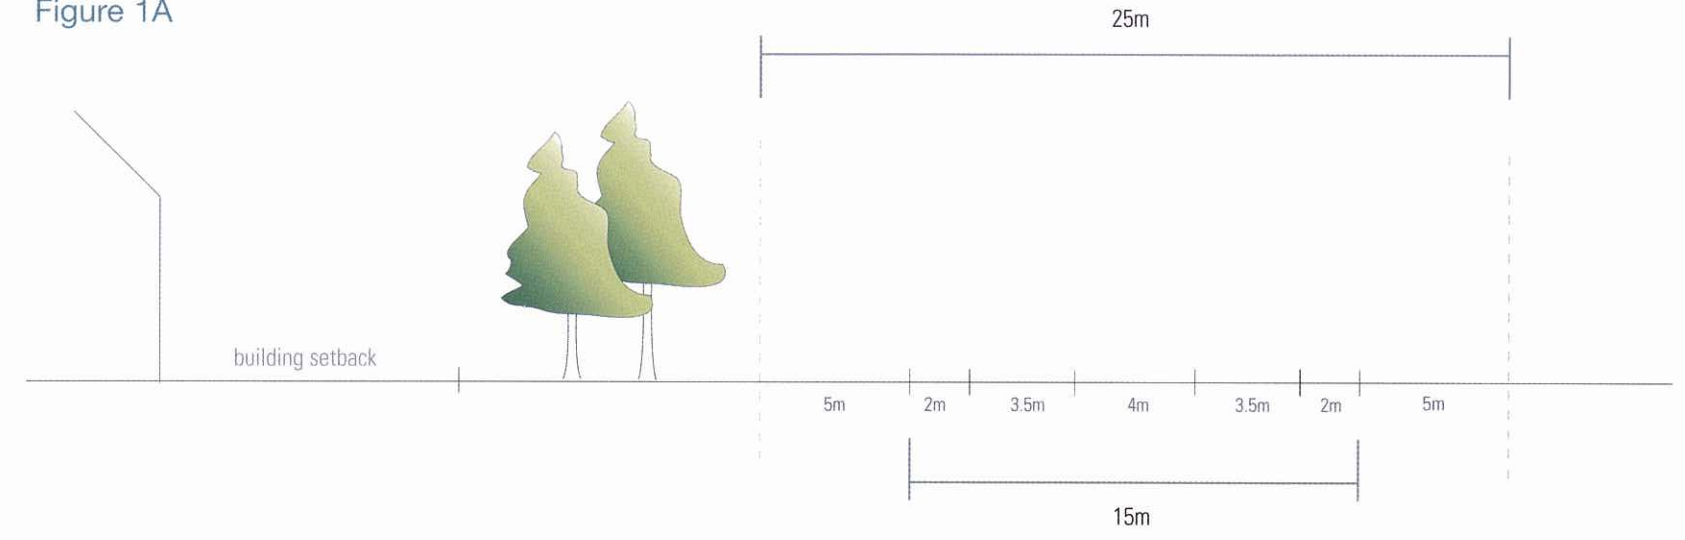 Figure 1A
25m
building setback
5m 2m 3.5m 4m 3.5m 2m 5m
15m